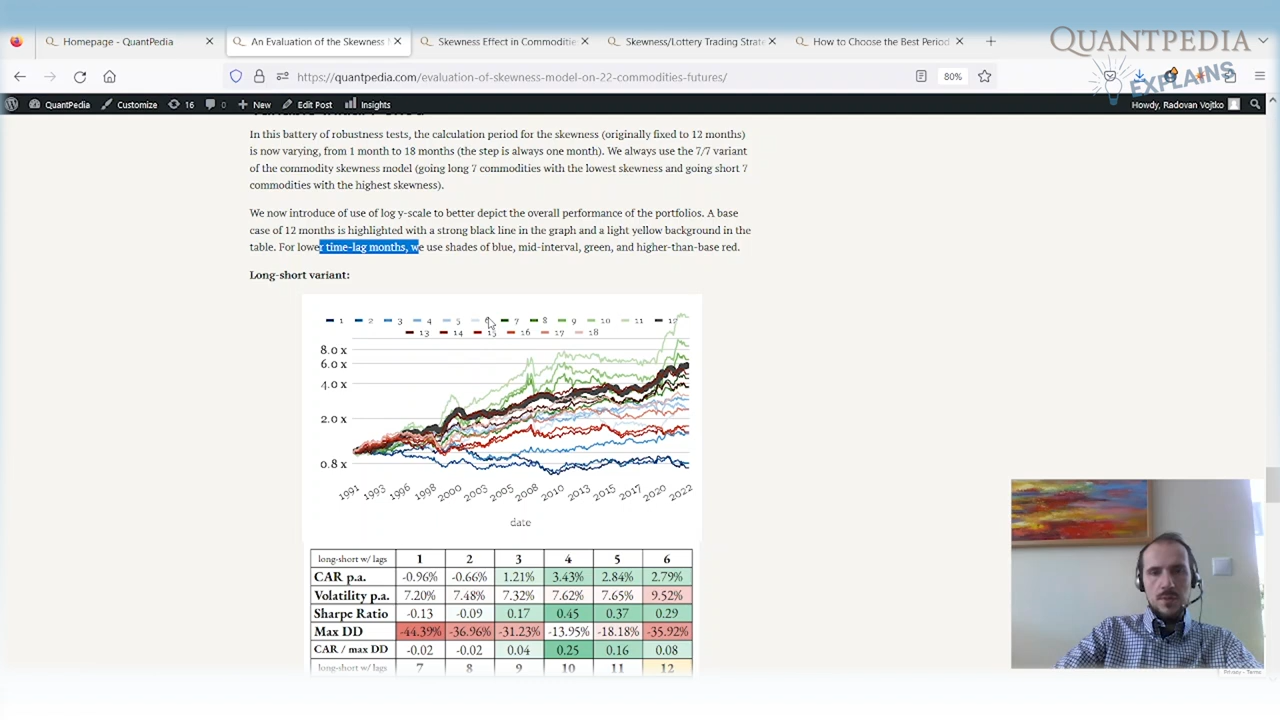 QUANTPEDIA
EXPLAINS
Homepage - QuantPedia
An Evaluation of the Skewness
Skewness Effect in Commoditie
Skewness/Lottery Trading Strate
How to Choose the Best Period
https://quantpedia.com/evaluation-of-skewness-model-on-22-commodities-futures/
80%
QuantPedia
Customize
16
0
New
Edit Post
Insights
Howdy, Radovan Vojtko
In this battery of robustness tests, the calculation period for the skewness (originally fixed to 12 months)
is now varying, from 1 month to 18 months (the step is always one month). We always use the 7/7 variant
of the commodity skewness model (going long 7 commodities with the lowest skewness and going short 7
commodities with the highest skewness).
We now introduce of use of log y-scale to better depict the overall performance of the portfolios. A base
case of 12 months is highlighted with a strong black line in the graph and a light yellow background in the
table. For lower time-lag months, we use shades of blue, mid-interval, green, and higher-than-base red.
Long-short variant:
1 2 3 4 5 6 7 8 9 10 11 12
13 14 15 16 17 18
8.0 x
6.0 x
4.0 x
2.0 x
0.8 x
1991 1993 1996 1998 2000 2003 2005 2008 2010 2013 2015 2017 2020 2022
date
long-short w/ lags 1 2 3 4 5 6
CAR p.a. -0.96% -0.66% 1.21% 3.43% 2.84% 2.79%
Volatility p.a. 7.20% 7.48% 7.32% 7.62% 7.65% 9.52%
Sharpe Ratio -0.13 -0.09 0.17 0.45 0.37 0.29
Max DD -44.39% -36.96% -31.23% -13.95% -18.18% -35.92%
CAR / max DD -0.02 -0.02 0.04 0.25 0.16 0.08
long-short w/ lags 7 8 9 10 11 12
Privacy - Terms